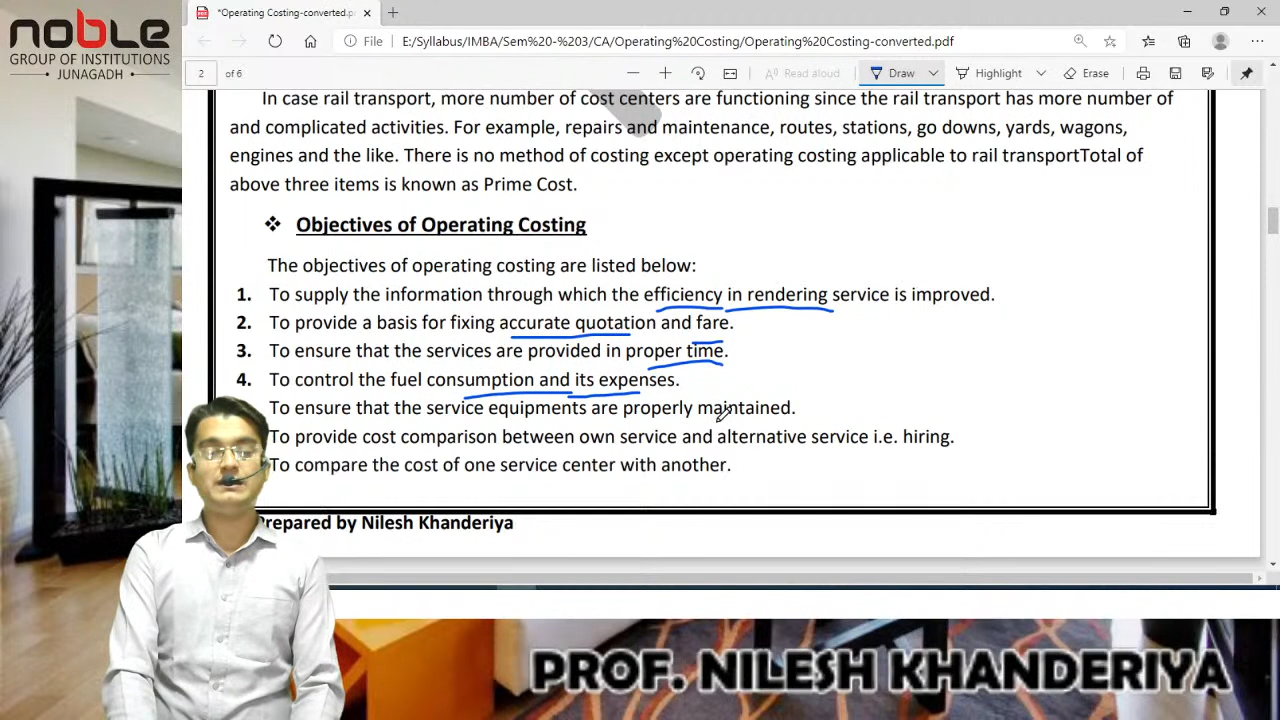 noble
GROUP OF INSTITUTIONS
• JUNAGADH •
*Operating Costing-converted.p
File
E:/Syllabus/IMBA/Sem%20-%203/CA/Operating%20Costing/Operating%20Costing-converted.pdf
2 of 6
Read aloud
Draw
Highlight
Erase
In case rail transport, more number of cost centers are functioning since the rail transport has more number of
and complicated activities. For example, repairs and maintenance, routes, stations, go downs, yards, wagons,
engines and the like. There is no method of costing except operating costing applicable to rail transportTotal of
above three items is known as Prime Cost.
❖ Objectives of Operating Costing
The objectives of operating costing are listed below:
1. To supply the information through which the efficiency in rendering service is improved.
2. To provide a basis for fixing accurate quotation and fare.
3. To ensure that the services are provided in proper time.
4. To control the fuel consumption and its expenses.
To ensure that the service equipments are properly maintained.
To provide cost comparison between own service and alternative service i.e. hiring.
To compare the cost of one service center with another.
Prepared by Nilesh Khanderiya
PROF. NILESH KHANDERIYA